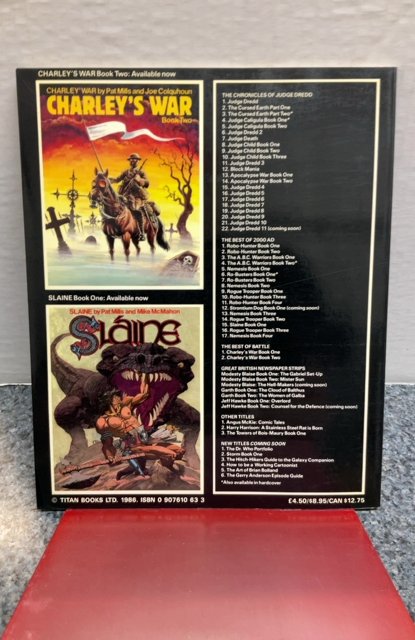 CHARLEY'S WAR Book Two: Available now
CHARLEY'S WAR by Pat Mills and Joe Colquhoun
CHARLEY'S WAR
Book Two
SLAINE Book One: Available now
SLAINE by Pat Mills and Mike McMahon
Sláine
© TITAN BOOKS LTD. 1986. ISBN 0 907610 63 3
THE CHRONICLES OF JUDGE DREDD
1. Judge Dredd
2. The Cursed Earth Part One
3. The Cursed Earth Part Two*
4. Judge Caligula Book One*
5. Judge Caligula Book Two
6. Judge Dredd 2
7. Judge Death
8. Judge Child Book One
9. Judge Child Book Two
10. Judge Child Book Three
11. Judge Dredd 3
12. Block Mania
13. Apocalypse War Book One
14. Apocalypse War Book Two
15. Judge Dredd 4
16. Judge Dredd 5
17. Judge Dredd 6
18. Judge Dredd 7
19. Judge Dredd 8
20. Judge Dredd 9
21. Judge Dredd 10
22. Judge Dredd 11 (coming soon)
THE BEST OF 2000 AD
1. Robo-Hunter Book One
2. Robo-Hunter Book Two
3. The A.B.C. Warriors Book One*
4. The A.B.C. Warriors Book Two*
5. Nemesis Book One
6. Ro-Busters Book One*
7. Ro-Busters Book Two
8. Nemesis Book Two
9. Rogue Trooper Book One
10. Robo-Hunter Book Three
11. Robo-Hunter Book Four
12. Strontium Dog Book One (coming soon)
13. Nemesis Book Three
14. Rogue Trooper Book Two
15. Slaine Book One
16. Rogue Trooper Book Three
17. Nemesis Book Four
THE BEST OF BATTLE
1. Charley's War Book One
2. Charley's War Book Two
GREAT BRITISH NEWSPAPER STRIPS
Modesty Blaise Book One: The Gabriel Set-Up
Modesty Blaise Book Two: Mister Sun
Modesty Blaise: The Hell-Makers (coming soon)
Garth Book One: The Cloud of Balthus
Garth Book Two: The Women of Galba
Jeff Hawke Book One: Overlord
Jeff Hawke Book Two: Counsel for the Defence (coming soon)
OTHER TITLES
1. Angus McKie: Comic Tales
2. Harry Harrison: A Stainless Steel Rat is Born
3. The Towers of Bois-Maury Book One
NEW TITLES COMING SOON
1. The Dr. Who Portfolio
2. Storm Book One
3. The Hitch-Hikers Guide to the Galaxy Companion
4. How to be a Working Cartoonist
5. The Art of Brian Bolland
6. The Gerry Anderson Episode Guide
*Also available in hardcover
£4.50/$8.95/CAN $12.75